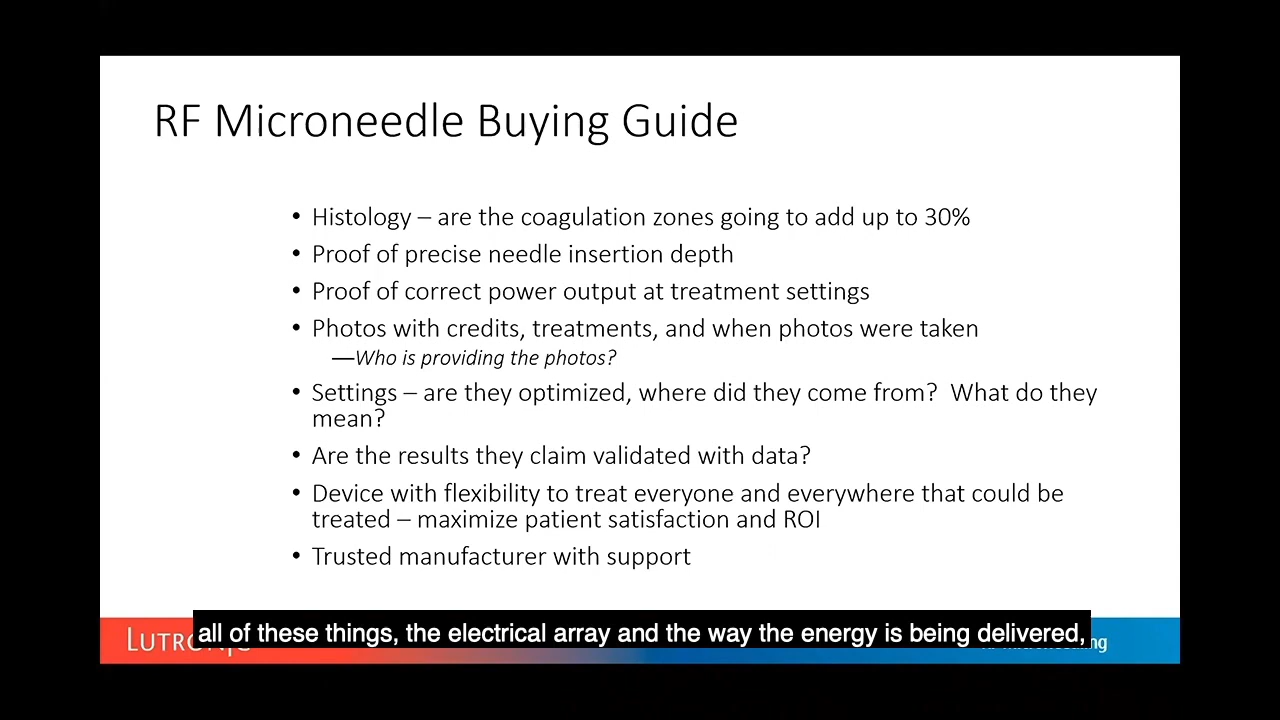 RF Microneedle Buying Guide
• Histology – are the coagulation zones going to add up to 30%
• Proof of precise needle insertion depth
• Proof of correct power output at treatment settings
• Photos with credits, treatments, and when photos were taken
—Who is providing the photos?
• Settings – are they optimized, where did they come from? What do they
mean?
• Are the results they claim validated with data?
• Device with flexibility to treat everyone and everywhere that could be
treated – maximize patient satisfaction and ROI
• Trusted manufacturer with support
all of these things, the electrical array and the way the energy is being delivered,
LUTRONIC